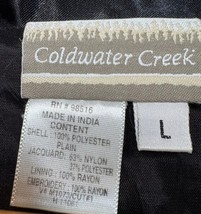 Coldwater Creek
L
RN # 98516
MADE IN INDIA
CONTENT
SHELL: 100% POLYESTER
PLAIN
JACQUARD: 63% NYLON
37% POLYESTER
LINING: 100% RAYON
EMBROIDERY: 100% RAYON